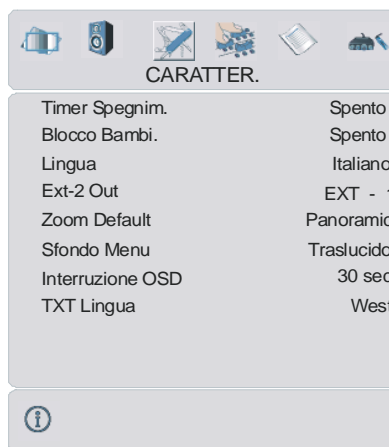 CARATTER.
Timer Spegnim. Spento
Blocco Bambi. Spento
Lingua Italiano
Ext-2 Out EXT -
Zoom Default
Sfondo Menu Traslucido
Interruzione OSD 30 sec
TXT Lingua West